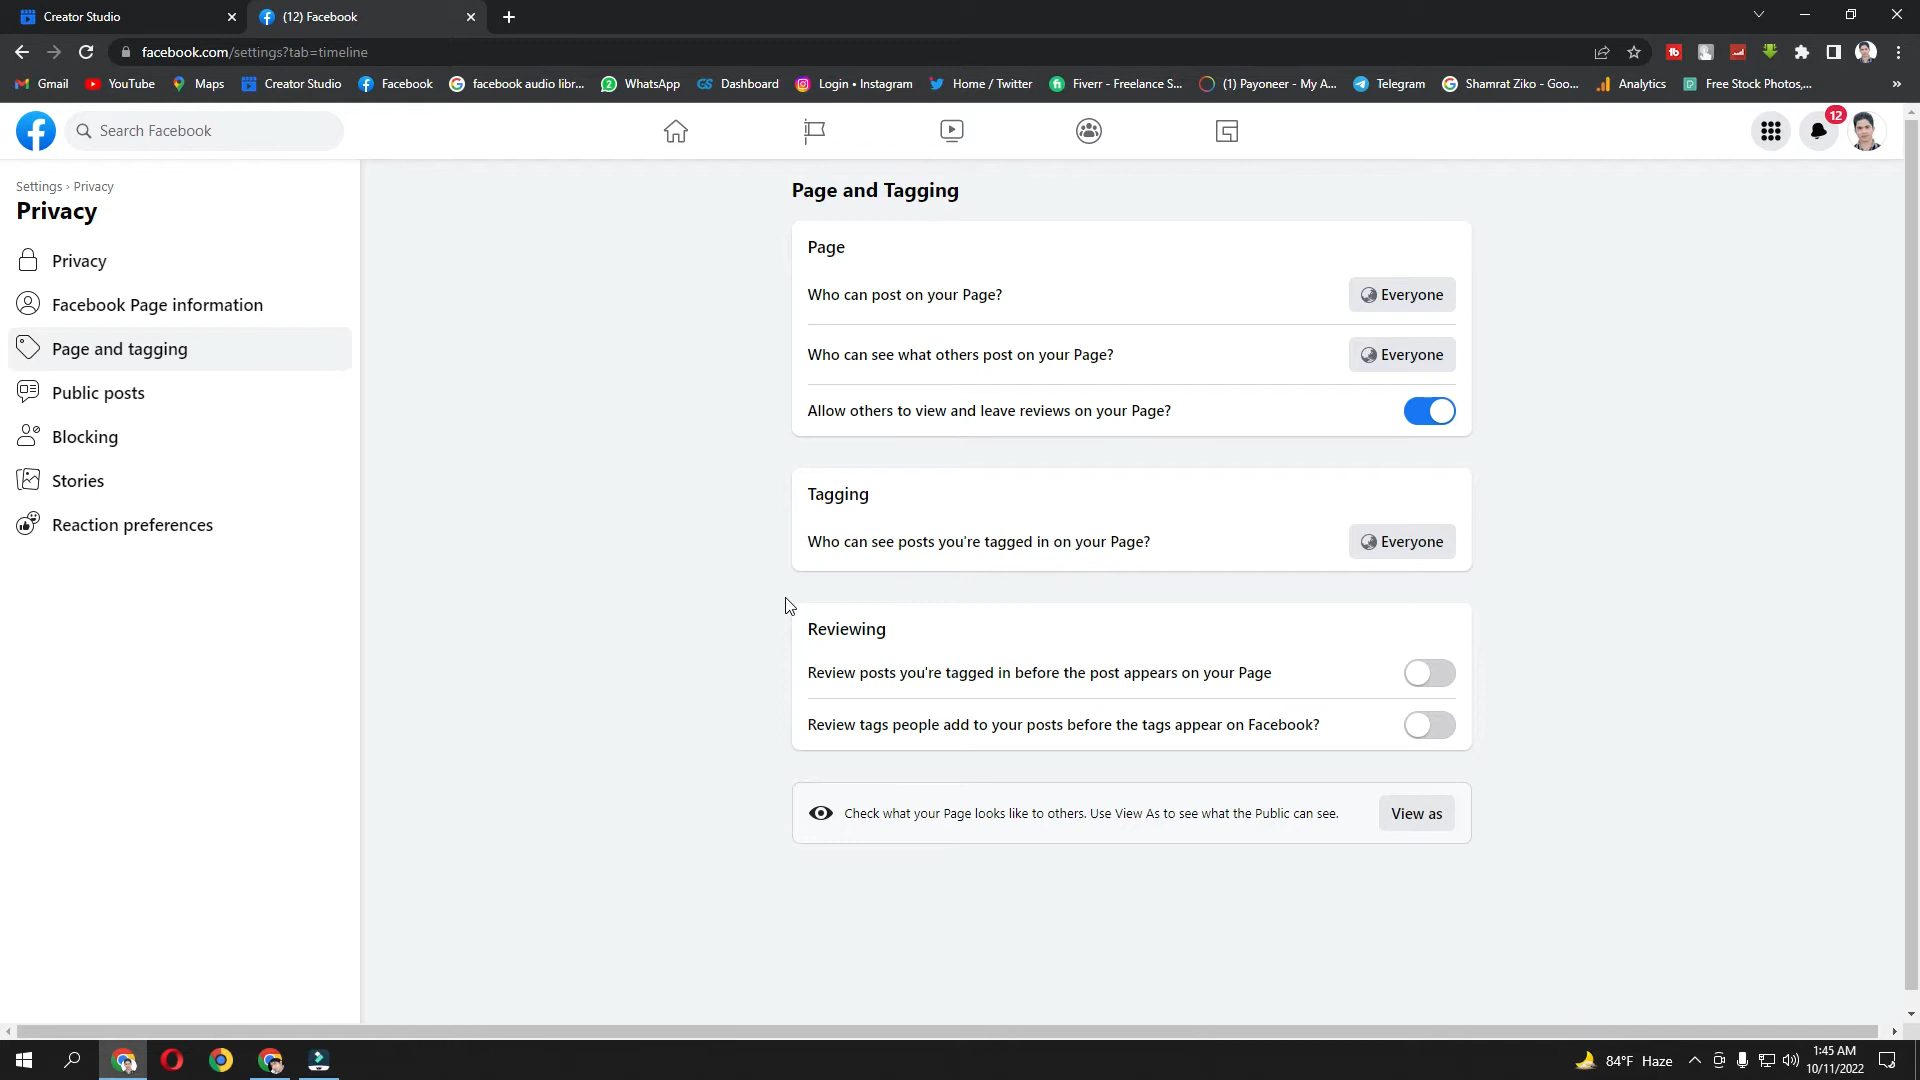 Creator Studio
(12) Facebook
facebook.com/settings?tab=timeline
Gmail
YouTube
Maps
Creator Studio
Facebook
facebook audio libr...
WhatsApp
Dashboard
Login • Instagram
Home / Twitter
Fiverr - Freelance S...
(1) Payoneer - My A...
Telegram
Shamrat Ziko - Goo...
Analytics
Free Stock Photos,...
»
Search Facebook
12
Settings › Privacy
Privacy
Privacy
Facebook Page information
Page and tagging
Public posts
Blocking
Stories
Reaction preferences
Page and Tagging
Page
Who can post on your Page?
Everyone
Who can see what others post on your Page?
Everyone
Allow others to view and leave reviews on your Page?
Tagging
Who can see posts you're tagged in on your Page?
Everyone
Reviewing
Review posts you're tagged in before the post appears on your Page
Review tags people add to your posts before the tags appear on Facebook?
Check what your Page looks like to others. Use View As to see what the Public can see.
View as
84°F Haze
1:45 AM
10/11/2022